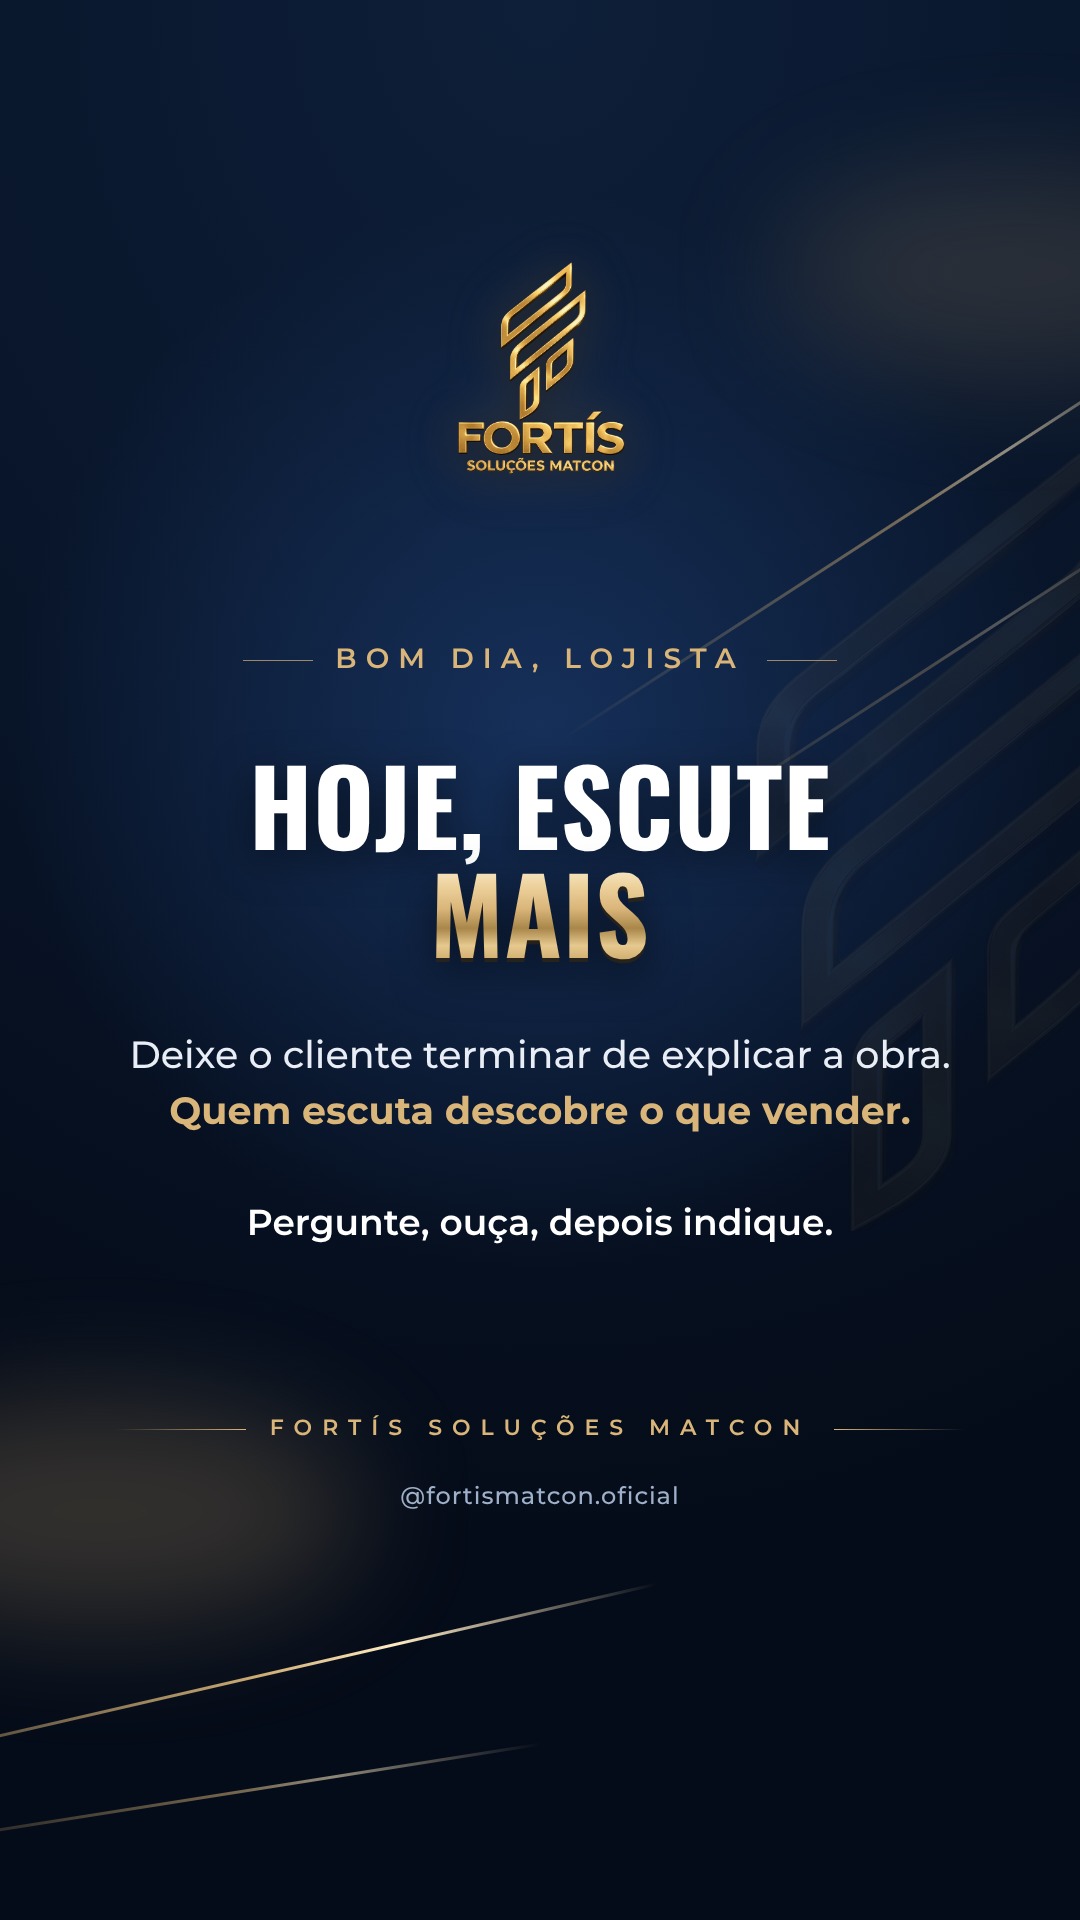 FORTÍS
SOLUÇÕES MATCON
BOM DIA, LOJISTA
HOJE, ESCUTE
MAIS
Deixe o cliente terminar de explicar a obra.
Quem escuta descobre o que vender.
Pergunte, ouça, depois indique.
FORTÍS SOLUÇÕES MATCON
@fortismatcon.oficial